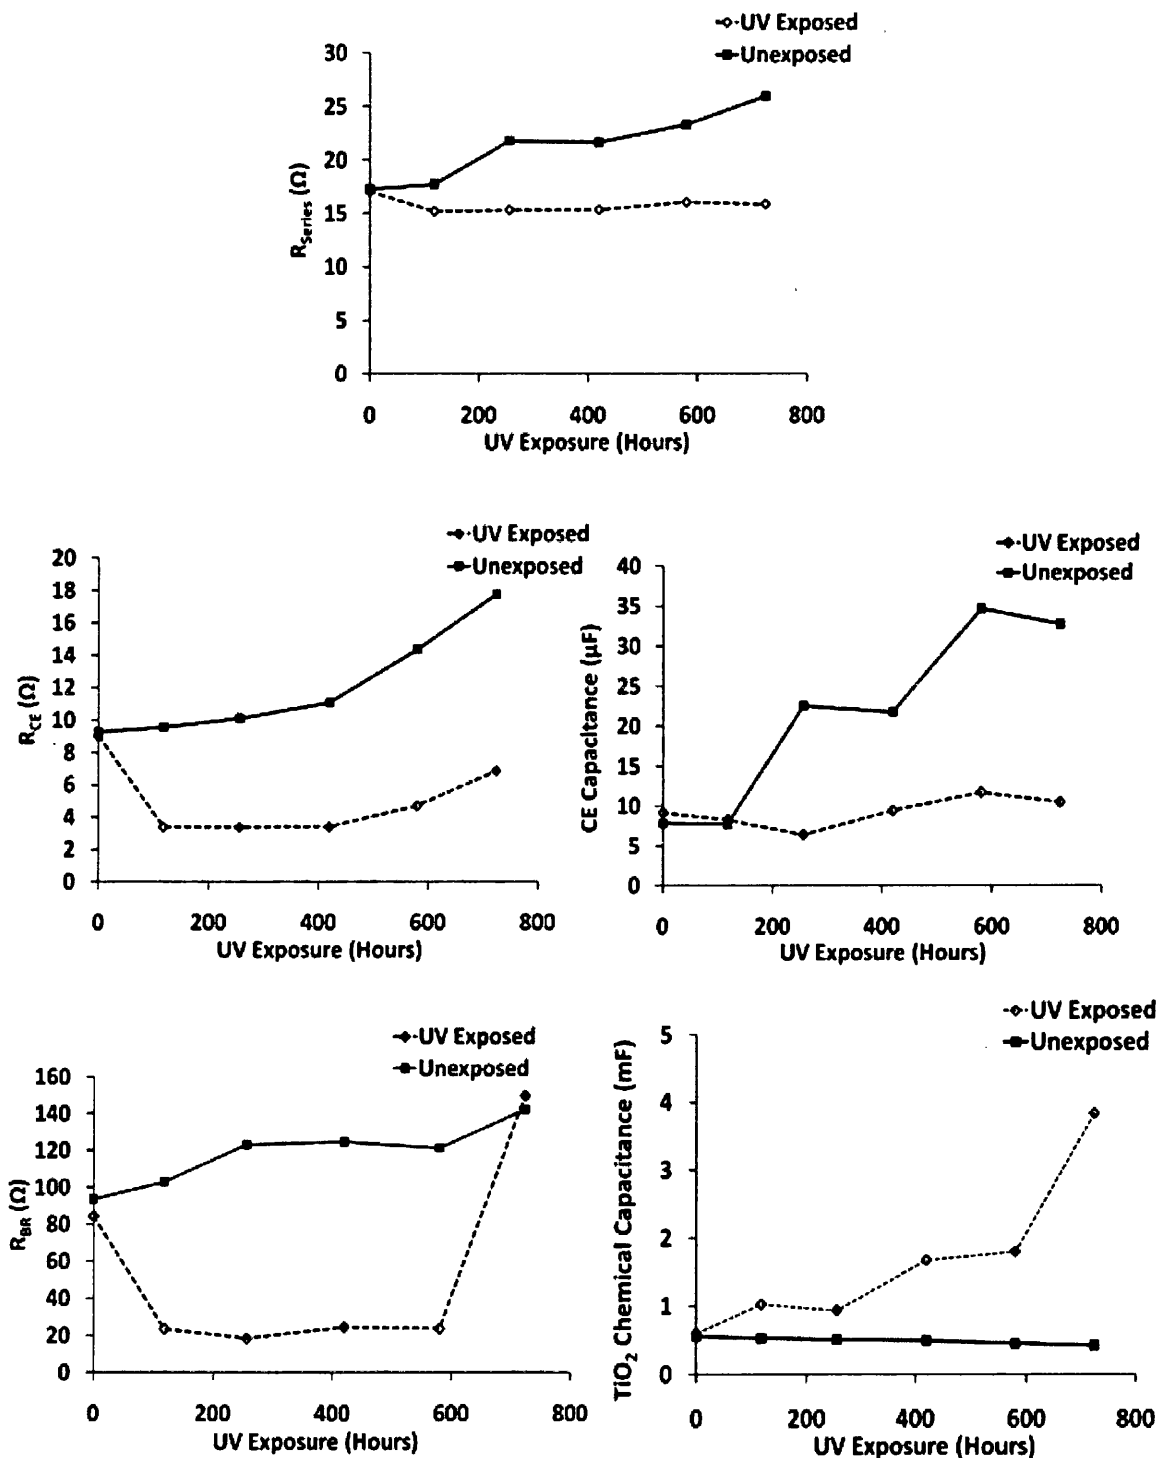 UV Exposed
Unexposed
30
25
20
15
10
5
0
R_Series (Ω)
0 200 400 600 800
UV Exposure (Hours)
UV Exposed
Unexposed
20
18
16
14
12
10
8
6
4
2
0
R_CE (Ω)
0 200 400 600 800
UV Exposure (Hours)
UV Exposed
Unexposed
40
35
30
25
20
15
10
5
0
CE Capacitance (µF)
0 200 400 600 800
UV Exposure (Hours)
UV Exposed
Unexposed
160
140
120
100
80
60
40
20
0
R_BR (Ω)
0 200 400 600 800
UV Exposure (Hours)
UV Exposed
Unexposed
5
4
3
2
1
0
TiO₂ Chemical Capacitance (mF)
0 200 400 600 800
UV Exposure (Hours)